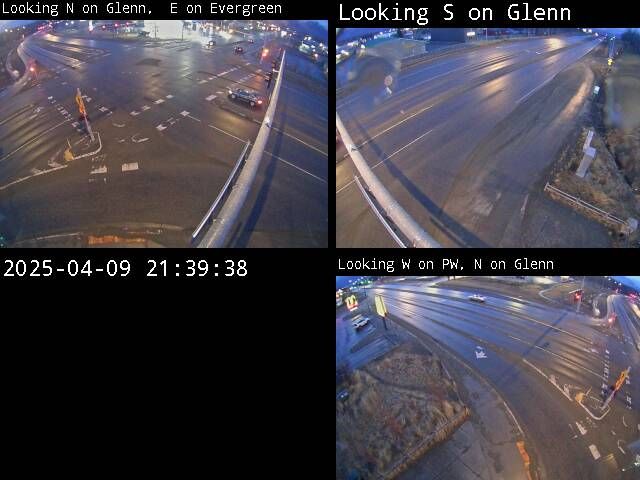 Looking N on Glenn,  E on Evergreen
Looking S on Glenn
2025-04-09 21:39:38
Looking W on PW, N on Glenn